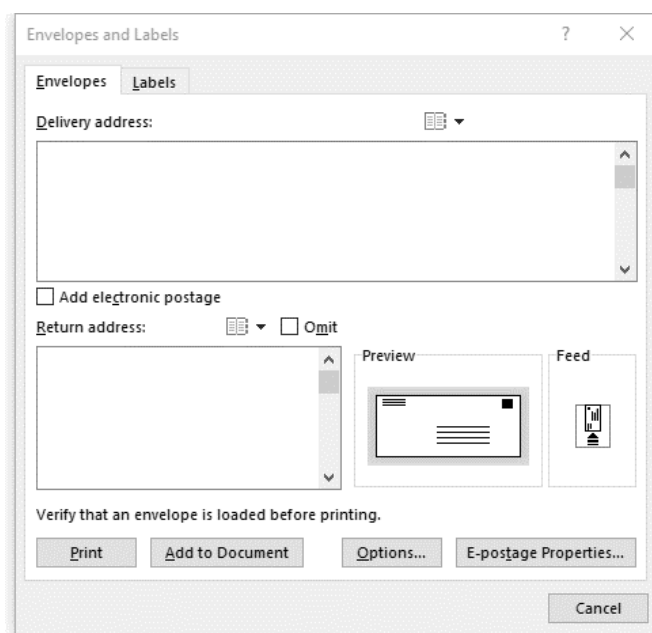 Envelopes and Labels ?
Envelopes Labels
Delivery address:
Add electronic postage
Return address: Omit
Preview Feed
Verify that an envelope is loaded before printing.
Print Add to Document Options... E-postage Properties...
Cancel